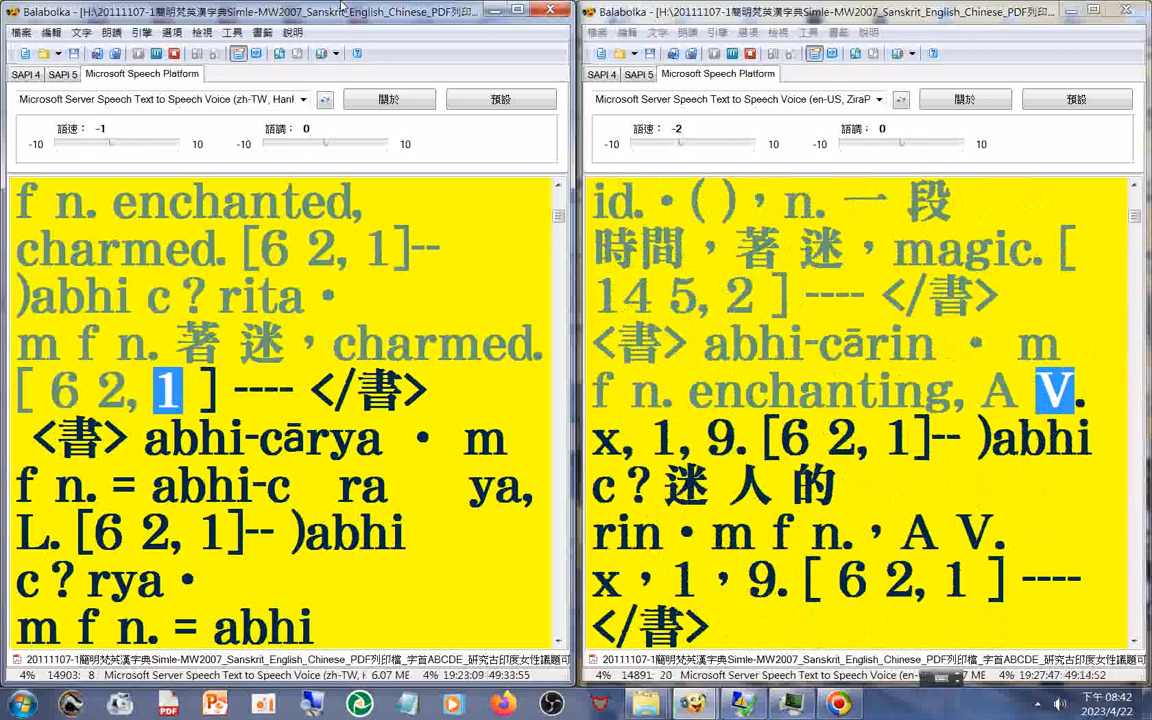 Balabolka - [H:\20111107-1簡明梵英漢字典Simle-MW2007_Sanskrit_English_Chinese_PDF列印...
檔案 編輯 文字 朗讀 引擎 選項 檢視 工具 書籤 說明
SAPI 4 SAPI 5 Microsoft Speech Platform
Microsoft Server Speech Text to Speech Voice (zh-TW, Hanl
關於 預設
語速： -1 語調： 0
-10 10 -10 10
f n. enchanted,
charmed. [6 2, 1]--
)abhi c？rita‧
m f n. 著 迷，charmed.
[ 6 2, 1 ] ---- </書>
<書> abhi-cārya ‧ m
f n. = abhi-c ra ya,
L. [6 2, 1]-- )abhi
c？rya‧
m f n. = abhi
20111107-1簡明梵英漢字典Simle-MW2007_Sanskrit_English_Chinese_PDF列印檔_字首ABCDE_研究古印度女性議題可
4% 14903: 8 Microsoft Server Speech Text to Speech Voice (zh-TW, H 6.07 ME 4% 19:23:09 49:33:55
Balabolka - [H:\20111107-1簡明梵英漢字典Simle-MW2007_Sanskrit_English_Chinese_PDF列印...
檔案 編輯 文字 朗讀 引擎 選項 檢視 工具 書籤 說明
SAPI 4 SAPI 5 Microsoft Speech Platform
Microsoft Server Speech Text to Speech Voice (en-US, ZiraP
關於 預設
語速： -2 語調： 0
-10 10 -10 10
id.‧( )，n. 一 段
時間，著 迷，magic. [
14 5, 2 ] ---- </書>
<書> abhi-cārin ‧ m
f n. enchanting, A V.
x, 1, 9. [6 2, 1]-- )abhi
c？迷 人 的
rin‧m f n.，A V.
x，1，9. [ 6 2, 1 ] ----
</書>
20111107-1簡明梵英漢字典Simle-MW2007_Sanskrit_English_Chinese_PDF列印檔_字首ABCDE_研究古印度女性議題可
4% 14891: 20 Microsoft Server Speech Text to Speech Voice (en-US, 4% 19:27:47 49:14:52
PDF
下午 08:42
2023/4/22